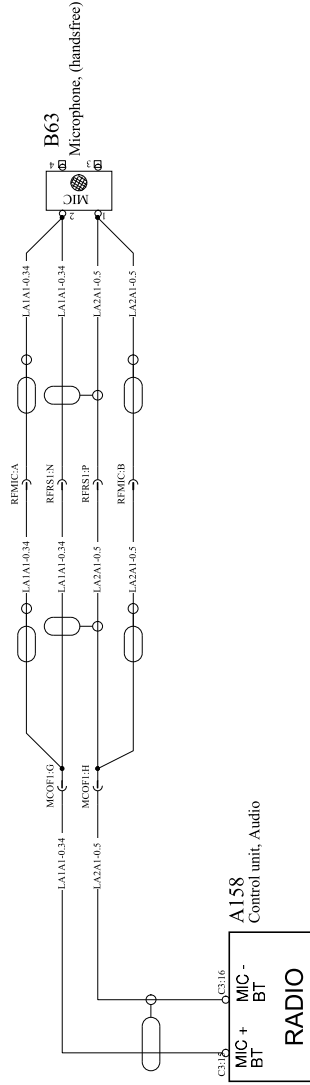 B63
Microphone, (handsfree)
4
3
MIC
2
1
LA1A1-0.34
LA1A1-0.34
LA2A1-0.5
LA2A1-0.5
RFMIC:A
RFRS1:N
RFRS1:P
RFMIC:B
LA1A1-0.34
LA1A1-0.34
LA2A1-0.5
LA2A1-0.5
MCOF1:G
MCOF1:H
LA1A1-0.34
LA2A1-0.5
A158
Control unit, Audio
C3:16
MIC +
BT
MIC -
BT
RADIO